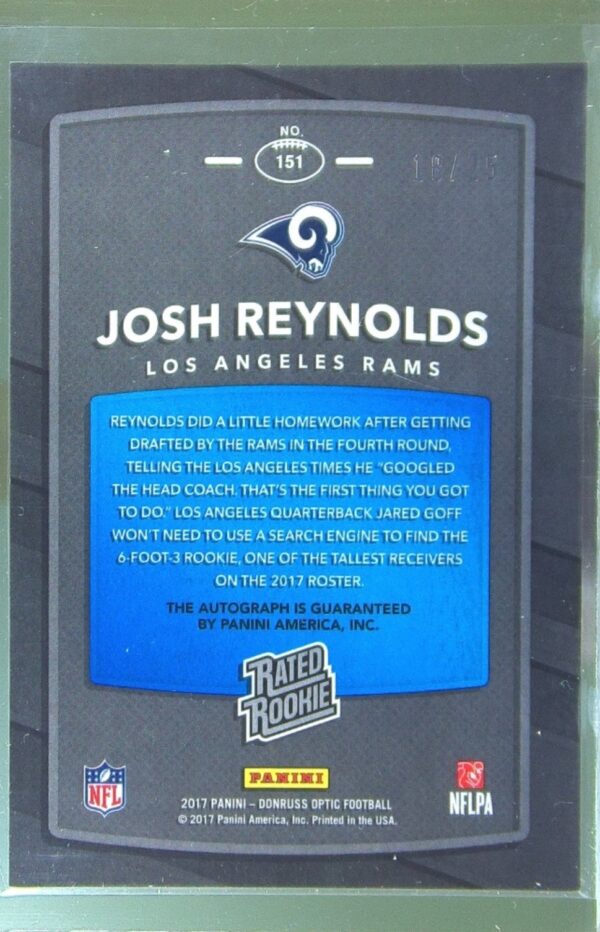 NO.
151
JOSH REYNOLDS
LOS ANGELES RAMS
REYNOLDS DID A LITTLE HOMEWORK AFTER GETTING
DRAFTED BY THE RAMS IN THE FOURTH ROUND,
TELLING THE LOS ANGELES TIMES HE "GOOGLED
THE HEAD COACH. THAT'S THE FIRST THING YOU GOT
TO DO." LOS ANGELES QUARTERBACK JARED GOFF
WON'T NEED TO USE A SEARCH ENGINE TO FIND THE
6-FOOT-3 ROOKIE, ONE OF THE TALLEST RECEIVERS
ON THE 2017 ROSTER.
THE AUTOGRAPH IS GUARANTEED
BY PANINI AMERICA, INC.
RATED
ROOKIE
NFL
PANINI
NFLPA
2017 PANINI – DONRUSS OPTIC FOOTBALL
© 2017 Panini America, Inc. Printed in the USA.